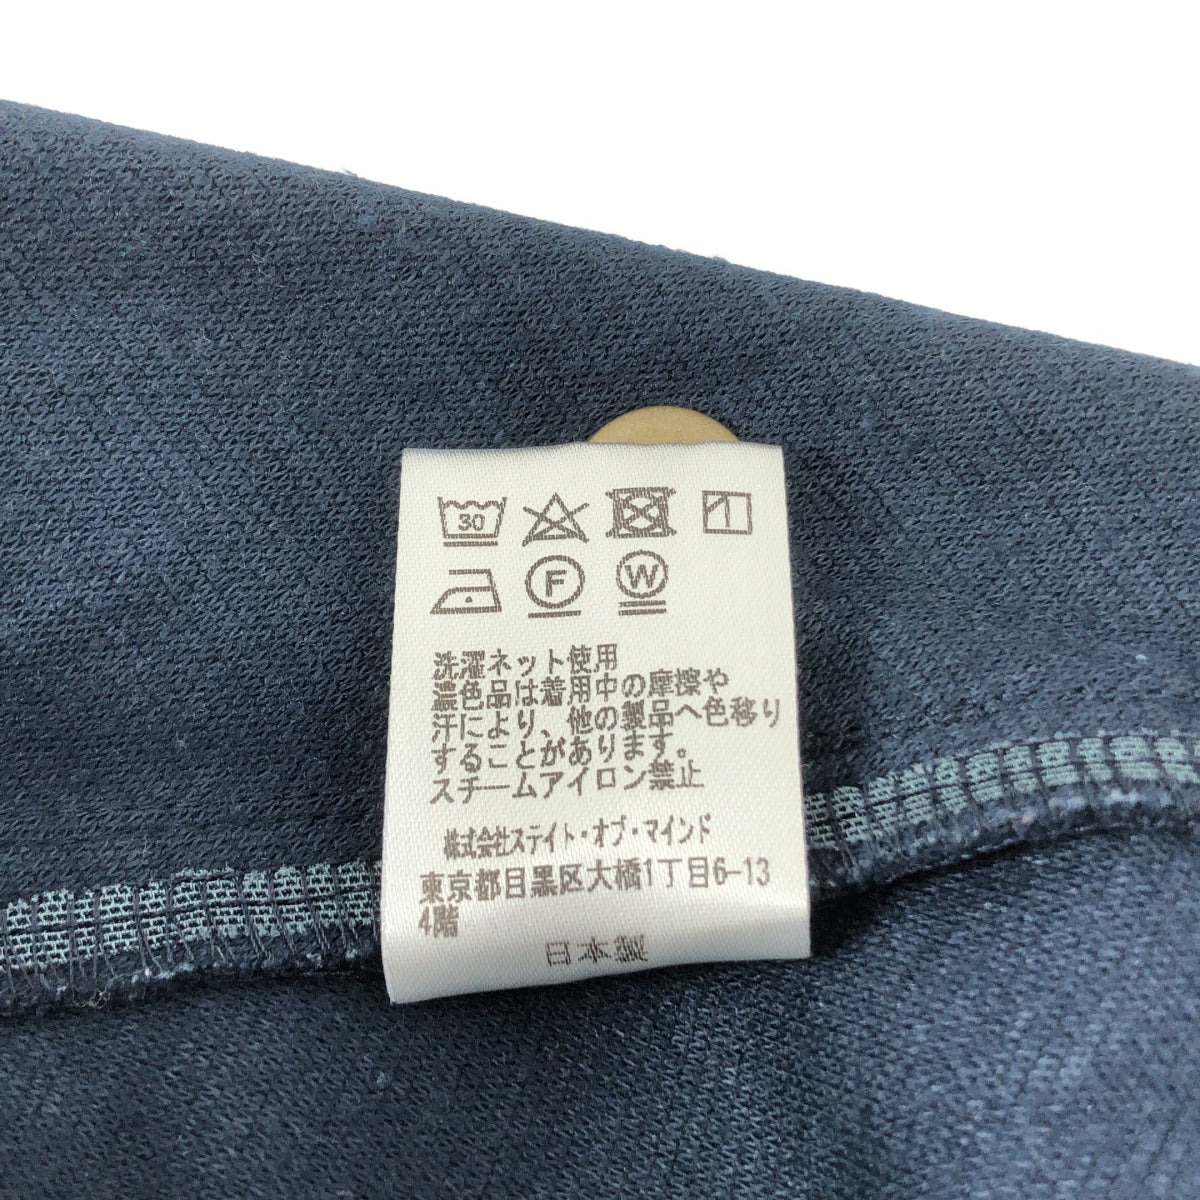 30
F W
洗濯ネット使用
濃色品は着用中の摩擦や
汗により、他の製品へ色移り
することがあります。
スチームアイロン禁止
株式会社ステイト・オブ・マインド
東京都目黒区大橋1丁目6-13
4階
日本製